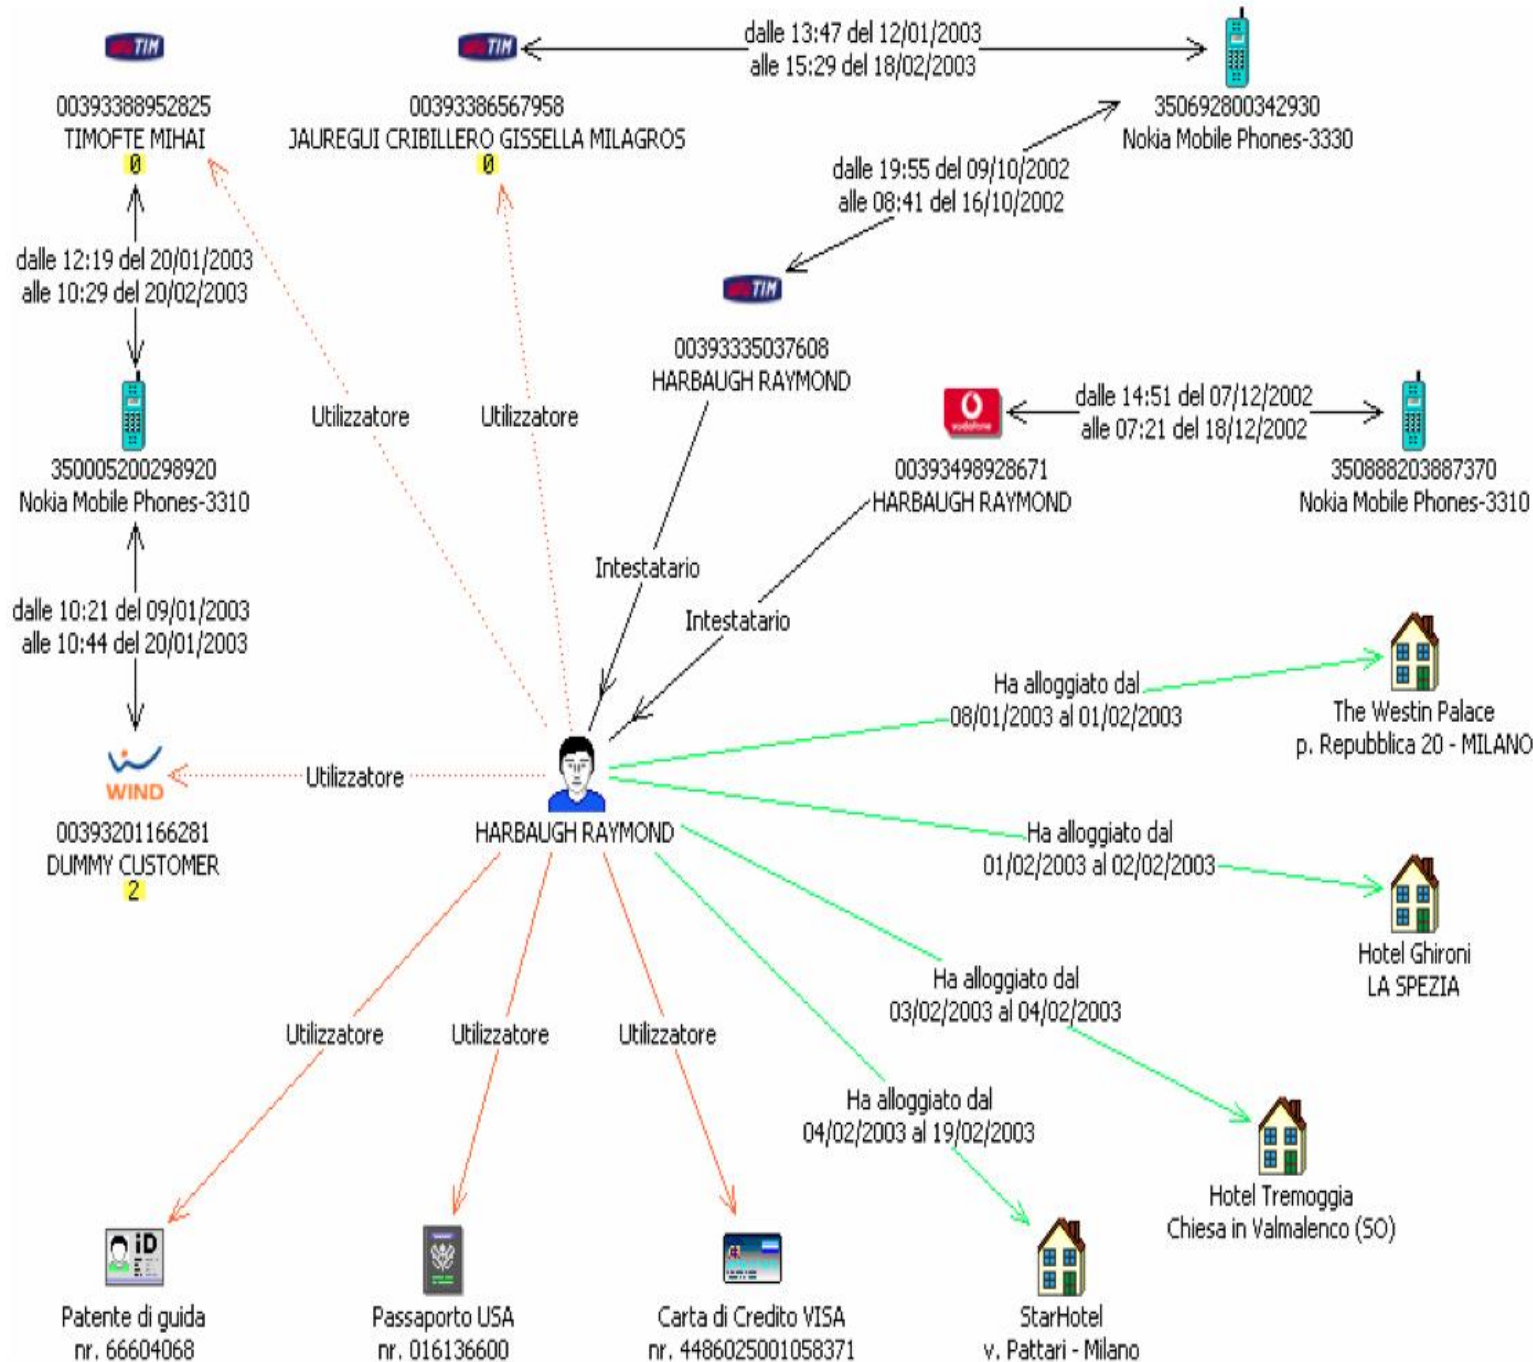 TIM
00393388952825
TIMOFTE MIHAI
0
TIM
00393386567958
JAUREGUI CRIBILLERO GISSELLA MILAGROS
0
dalle 13:47 del 12/01/2003
alle 15:29 del 18/02/2003
350692800342930
Nokia Mobile Phones-3330
dalle 19:55 del 09/10/2002
alle 08:41 del 16/10/2002
dalle 12:19 del 20/01/2003
alle 10:29 del 20/02/2003
TIM
00393335037608
HARBAUGH RAYMOND
Utilizzatore
Utilizzatore
vodafone
00393498928671
HARBAUGH RAYMOND
dalle 14:51 del 07/12/2002
alle 07:21 del 18/12/2002
350888203887370
Nokia Mobile Phones-3310
350005200298920
Nokia Mobile Phones-3310
Intestatario
Intestatario
dalle 10:21 del 09/01/2003
alle 10:44 del 20/01/2003
Ha alloggiato dal
08/01/2003 al 01/02/2003
The Westin Palace
p. Repubblica 20 - MILANO
WIND
00393201166281
DUMMY CUSTOMER
2
Utilizzatore
HARBAUGH RAYMOND
Ha alloggiato dal
01/02/2003 al 02/02/2003
Hotel Ghironi
LA SPEZIA
Ha alloggiato dal
03/02/2003 al 04/02/2003
Utilizzatore
Utilizzatore
Utilizzatore
Ha alloggiato dal
04/02/2003 al 19/02/2003
Hotel Tremoggia
Chiesa in Valmalenco (SO)
iD
Patente di guida
nr. 66604068
Passaporto USA
nr. 016136600
Carta di Credito VISA
nr. 4486025001058371
StarHotel
v. Pattari - Milano